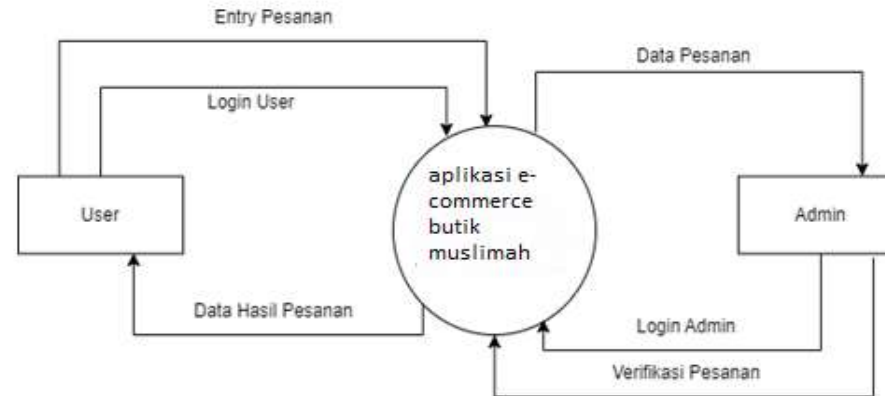 Entry Pesanan
Data Pesanan
Login User
aplikasi e-
commerce
butik
muslimah
User
Admin
Data Hasil Pesanan
Login Admin
Verifikasi Pesanan